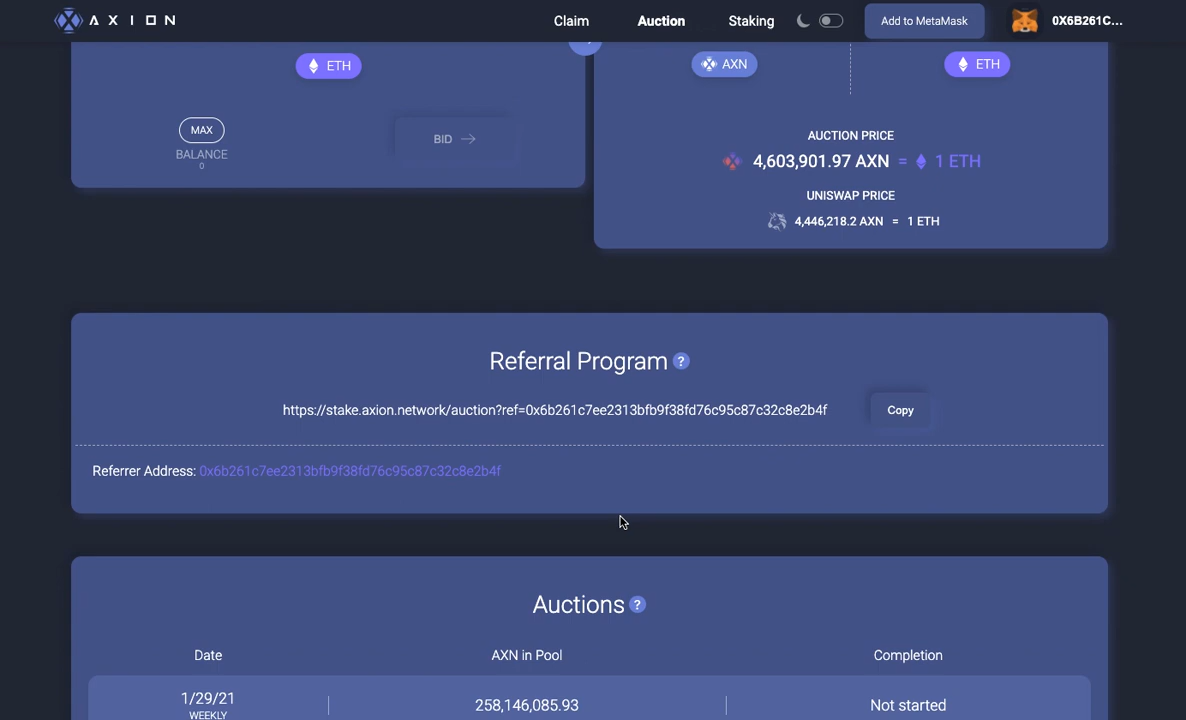 AXION
Claim
Auction
Staking
Add to MetaMask
0X6B261C...
ETH
MAX
BALANCE
0
BID
AXN
ETH
AUCTION PRICE
4,603,901.97 AXN = 1 ETH
UNISWAP PRICE
4,446,218.2 AXN = 1 ETH
Referral Program ?
https://stake.axion.network/auction?ref=0x6b261c7ee2313bfb9f38fd76c95c87c32c8e2b4f
Copy
Referrer Address: 0x6b261c7ee2313bfb9f38fd76c95c87c32c8e2b4f
Auctions ?
Date
AXN in Pool
Completion
1/29/21
WEEKLY
258,146,085.93
Not started